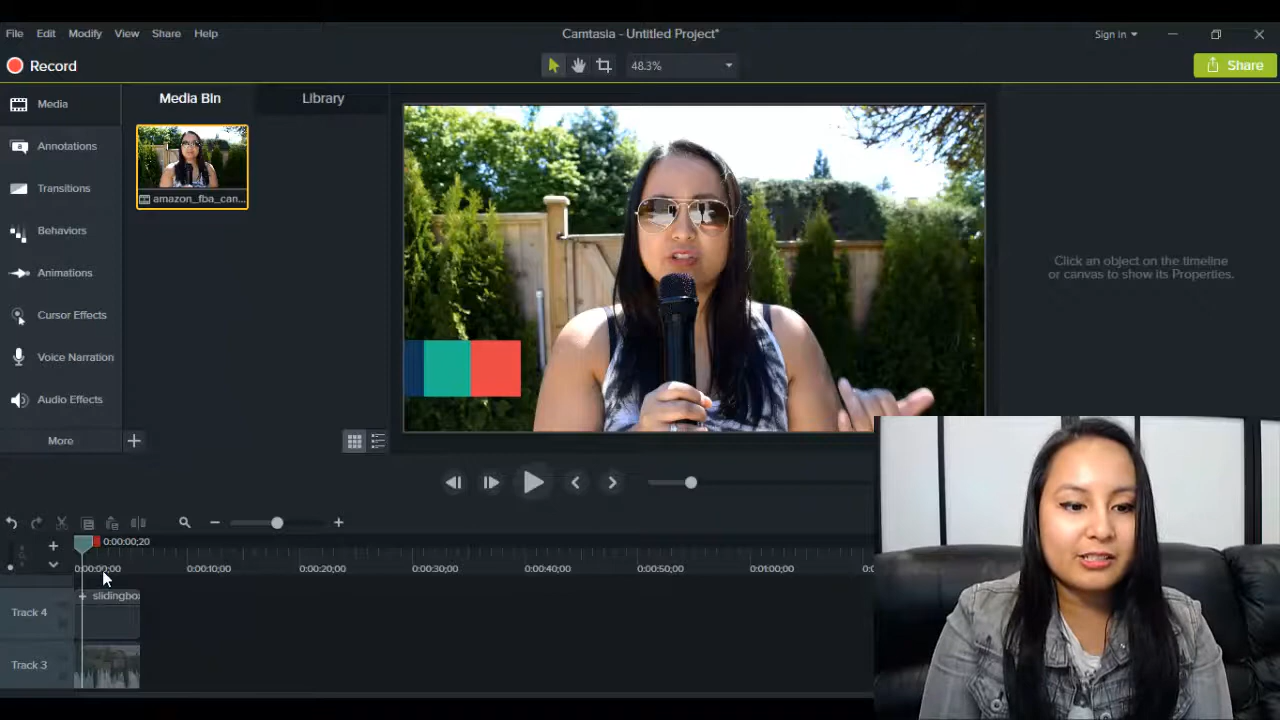 File Edit Modify View Share Help
Camtasia - Untitled Project*
Sign in
Record
48.3%
Share
Media
Annotations
Transitions
Behaviors
Animations
Cursor Effects
Voice Narration
Audio Effects
More
Media Bin Library
amazon_fba_can...
Click an object on the timeline
or canvas to show its Properties.
0:00:00;20
0:00:00;00 0:00:10;00 0:00:20;00 0:00:30;00 0:00:40;00 0:00:50;00 0:01:00;00
Track 4
slidingbo
Track 3